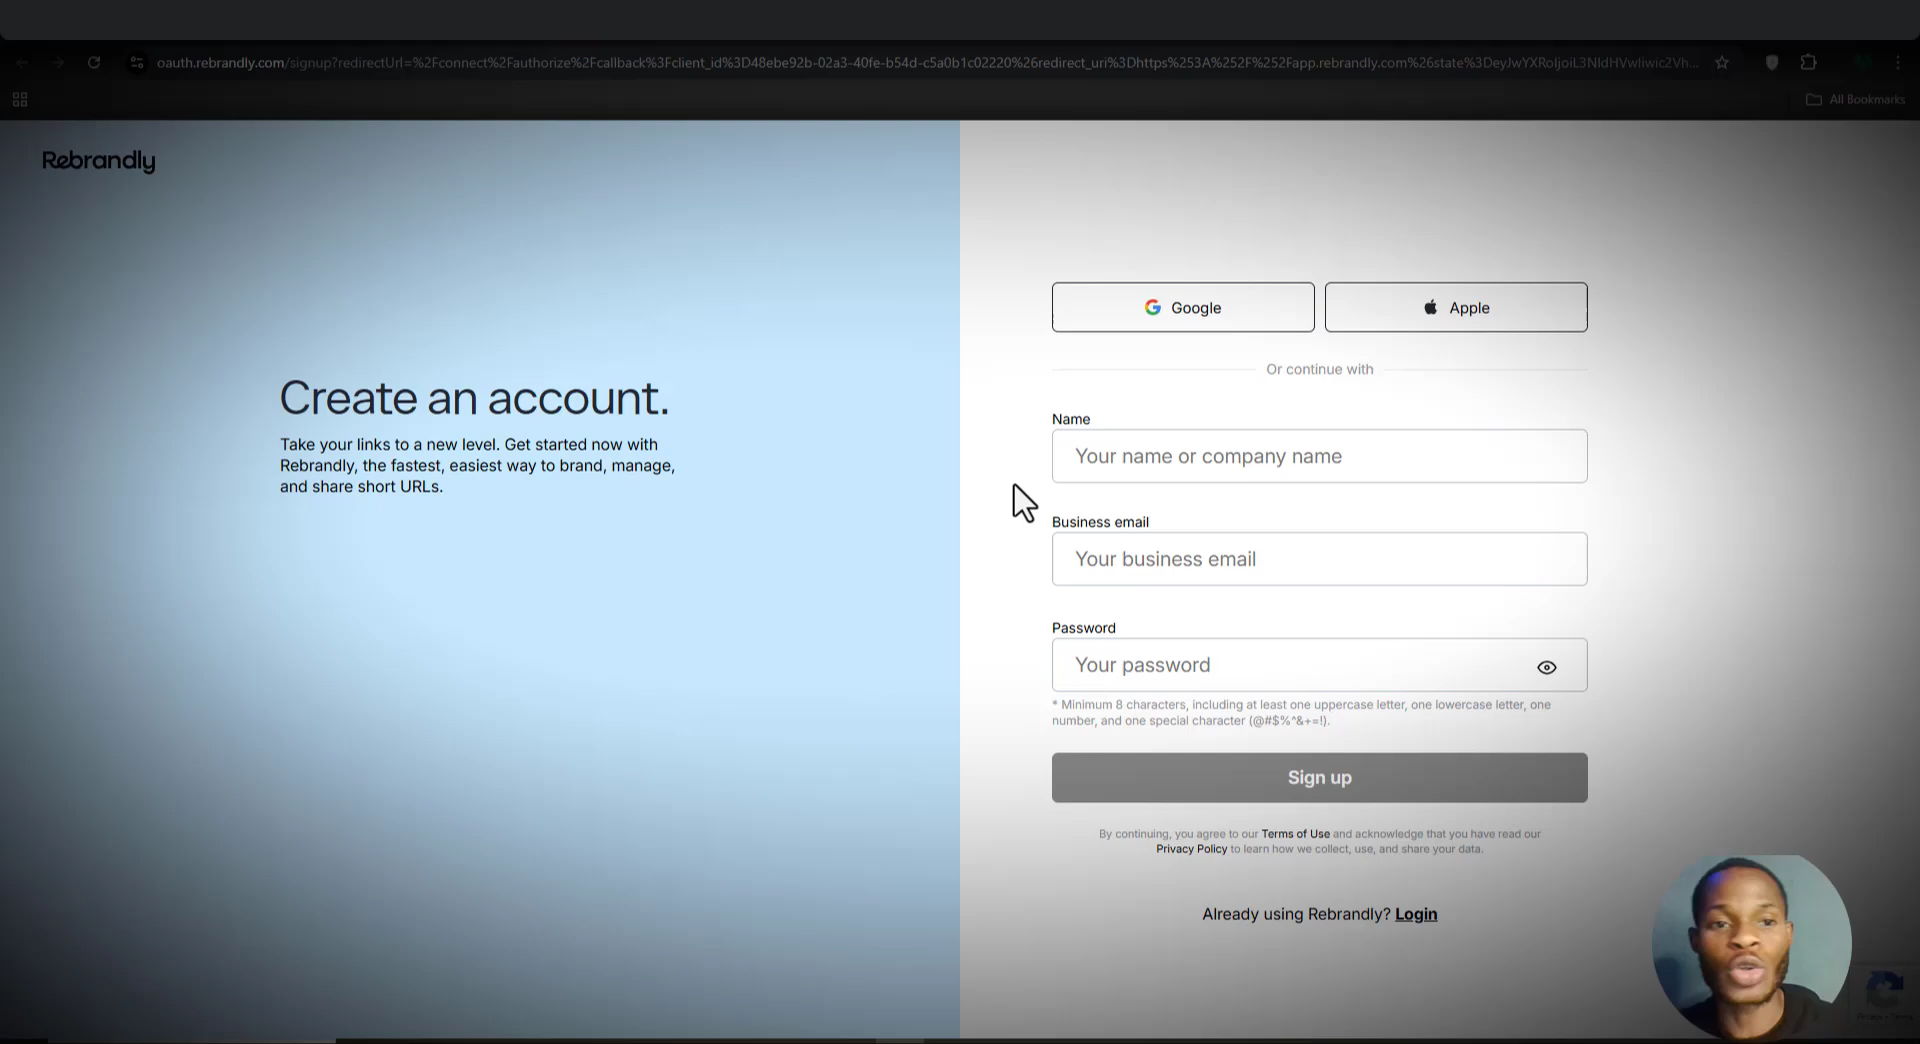 oauth.rebrandly.com/signup?redirectUrl=%2Fconnect%2Fauthorize%2Fcallback%3Fclient_id%3D48ebe92b-02a3-40fe-b54d-c5a0b1c02220%26redirect_uri%3Dhttps%253A%252F%252Fapp.rebrandly.com%26state%3DeyJwYXRoIjoiL3NldHVwIiwic2Vh...
All Bookmarks
Rebrandly
Create an account.
Take your links to a new level. Get started now with
Rebrandly, the fastest, easiest way to brand, manage,
and share short URLs.
Google
Apple
Or continue with
Name
Your name or company name
Business email
Your business email
Password
Your password
* Minimum 8 characters, including at least one uppercase letter, one lowercase letter, one
number, and one special character (@#$%^&+=!).
Sign up
By continuing, you agree to our Terms of Use and acknowledge that you have read our
Privacy Policy to learn how we collect, use, and share your data.
Already using Rebrandly? Login